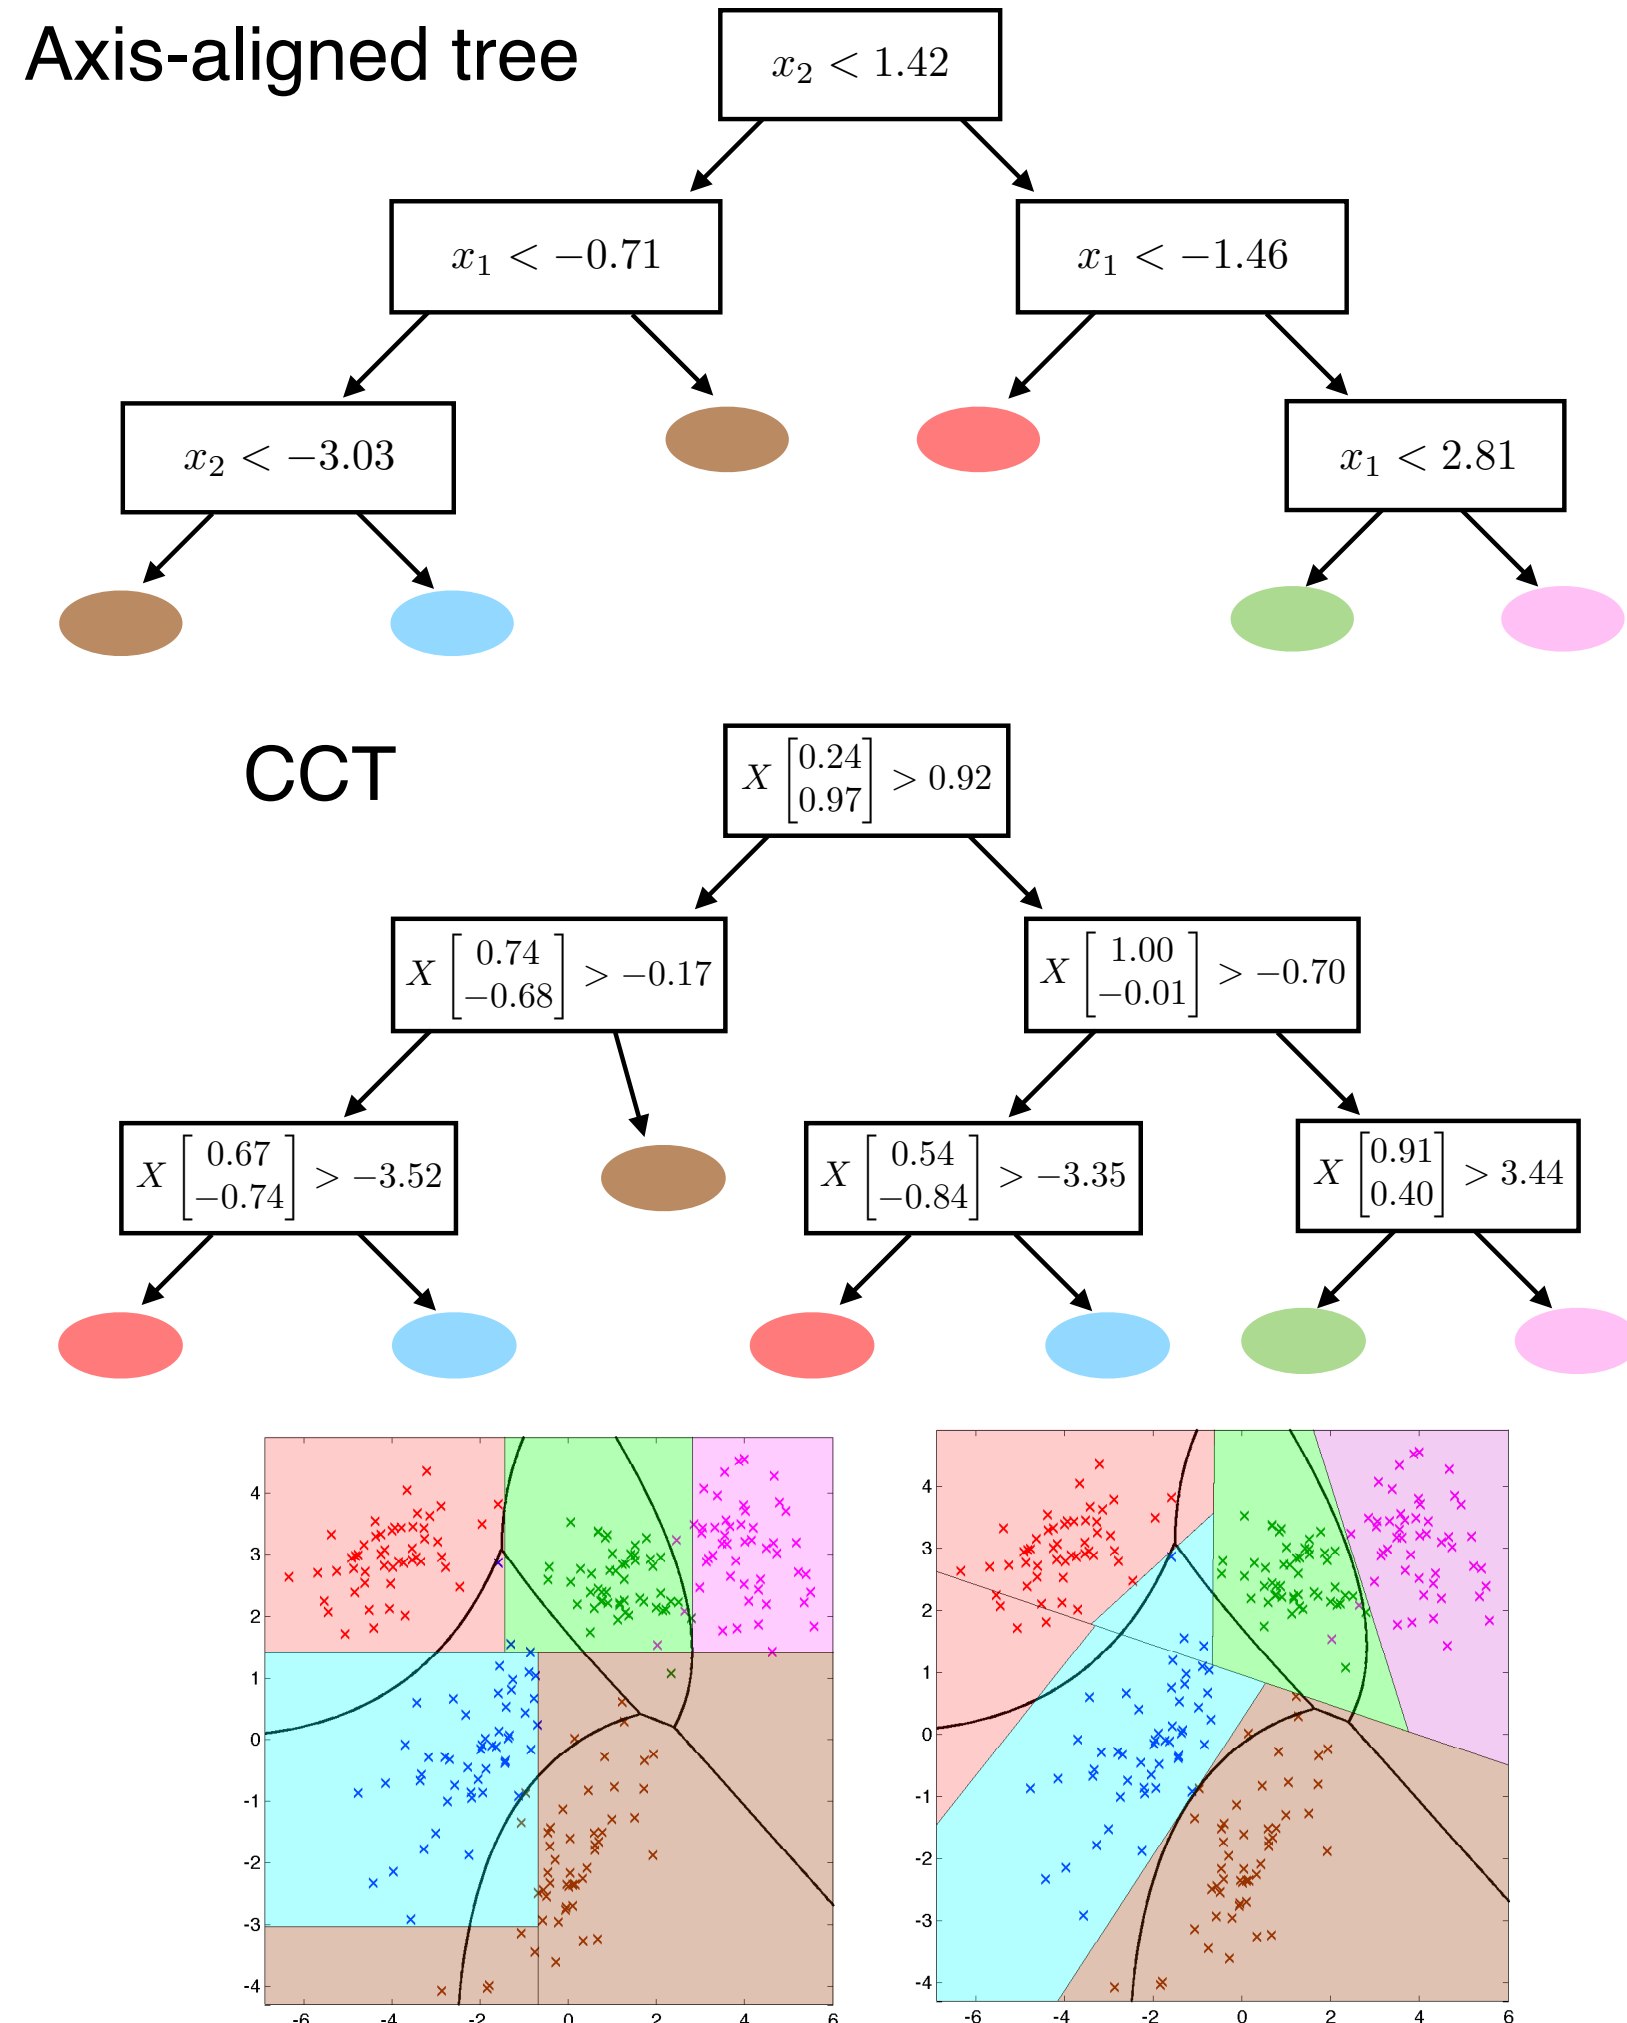 Axis-aligned tree
x₂ < 1.42
x₁ < −0.71
x₁ < −1.46
x₂ < −3.03
x₁ < 2.81
CCT
X [0.24 0.97] > 0.92
X [0.74 −0.68] > −0.17
X [1.00 −0.01] > −0.70
X [0.67 −0.74] > −3.52
X [0.54 −0.84] > −3.35
X [0.91 0.40] > 3.44
4
3
2
1
0
-1
-2
-3
-4
-6 -4 -2 0 2 4 6
4
3
2
1
0
-1
-2
-3
-4
-6 -4 -2 0 2 4 6